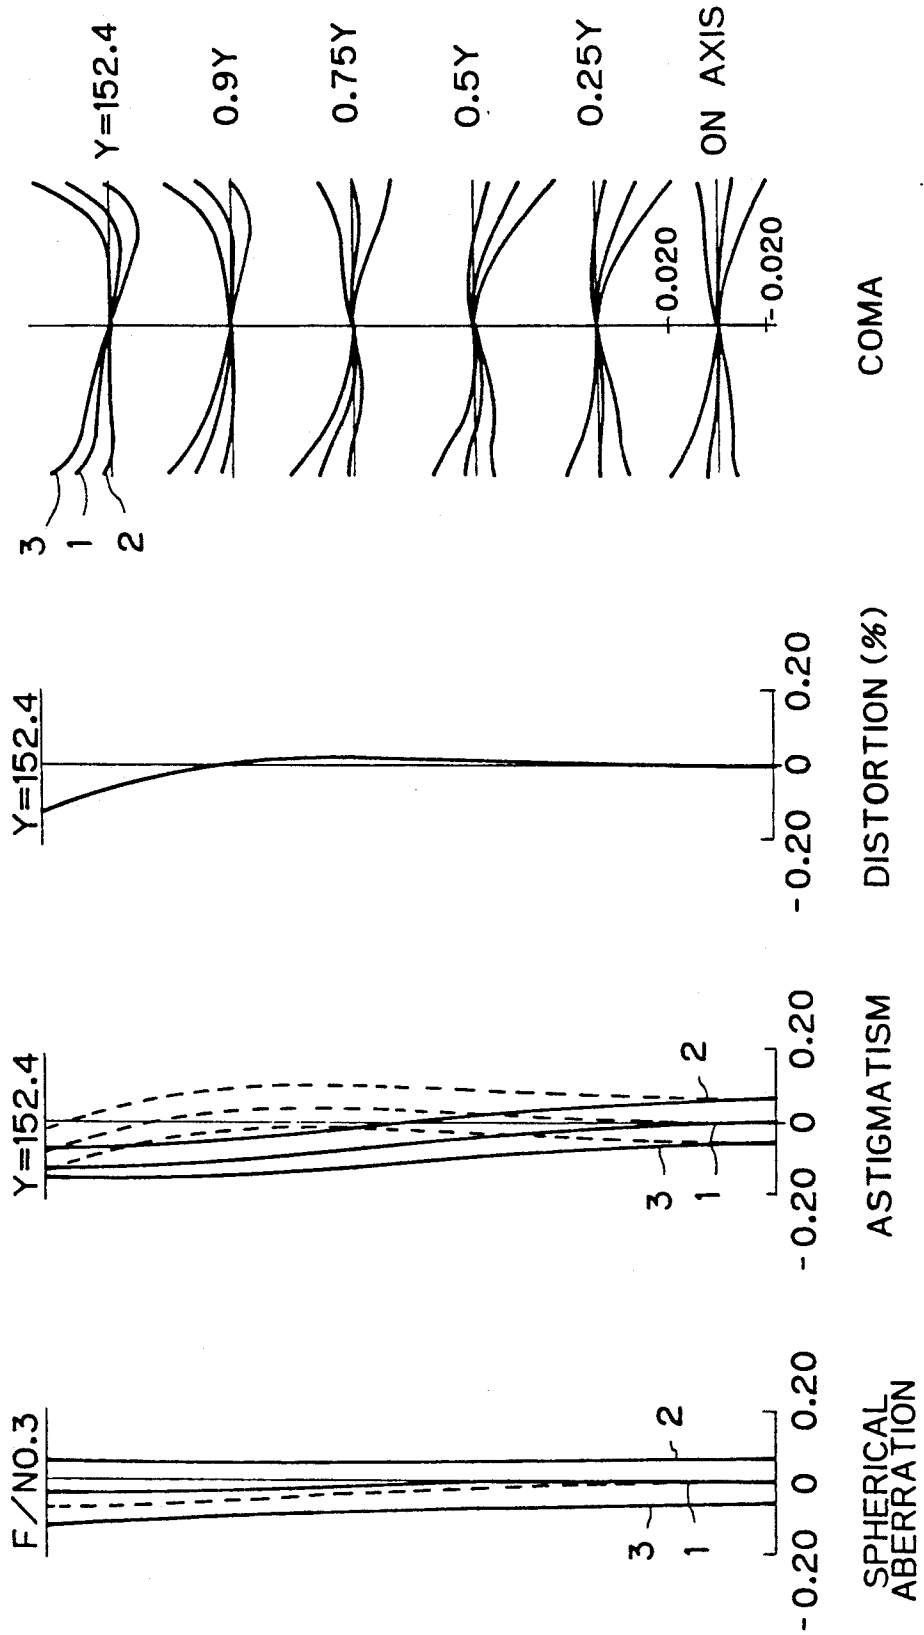 F/NO.3
2
3
1
-0.20 0 0.20
SPHERICAL
ABERRATION
Y=152.4
2
3
1
-0.20 0 0.20
ASTIGMATISM
Y=152.4
-0.20 0 0.20
DISTORTION (%)
3
1
2
Y=152.4
0.9Y
0.75Y
0.5Y
0.25Y
-0.020
ON AXIS
-0.020
COMA